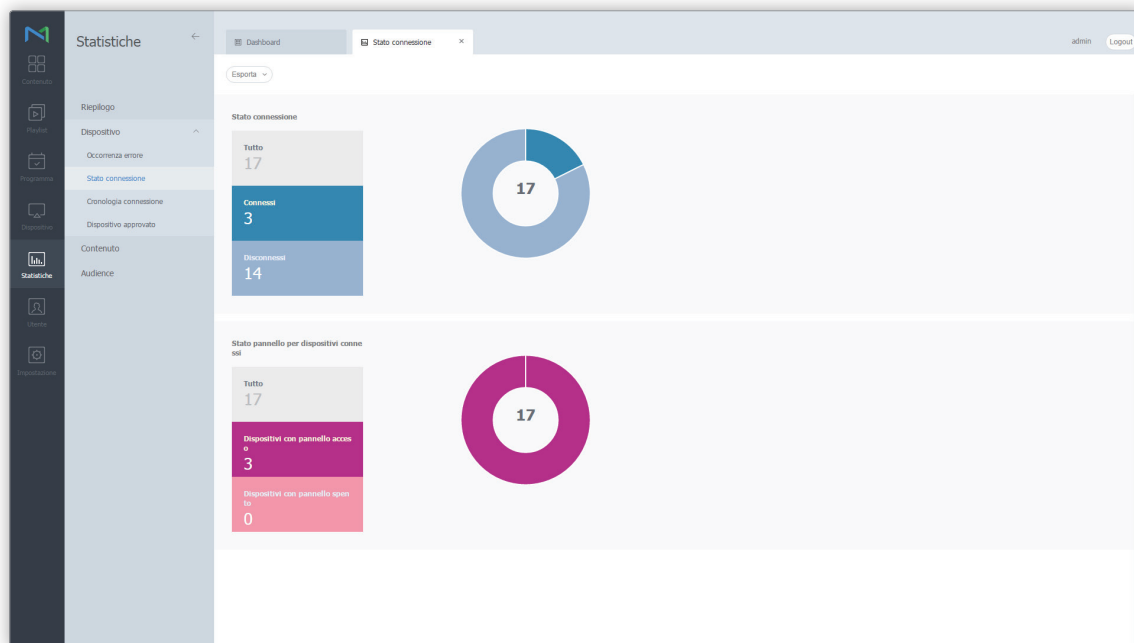 Statistiche
Dashboard
Stato connessione
admin
Logout
Contenuto
Playlist
Programma
Dispositivo
Statistiche
Utente
Impostazione
Riepilogo
Dispositivo
Occorrenza errore
Stato connessione
Cronologia connessione
Dispositivo approvato
Contenuto
Audience
Esporta
Stato connessione
Tutto
17
Connessi
3
Disconnessi
14
17
Stato pannello per dispositivi conne
ssi
Tutto
17
Dispositivi con pannello acces
o
3
Dispositivi con pannello spen
to
0
17